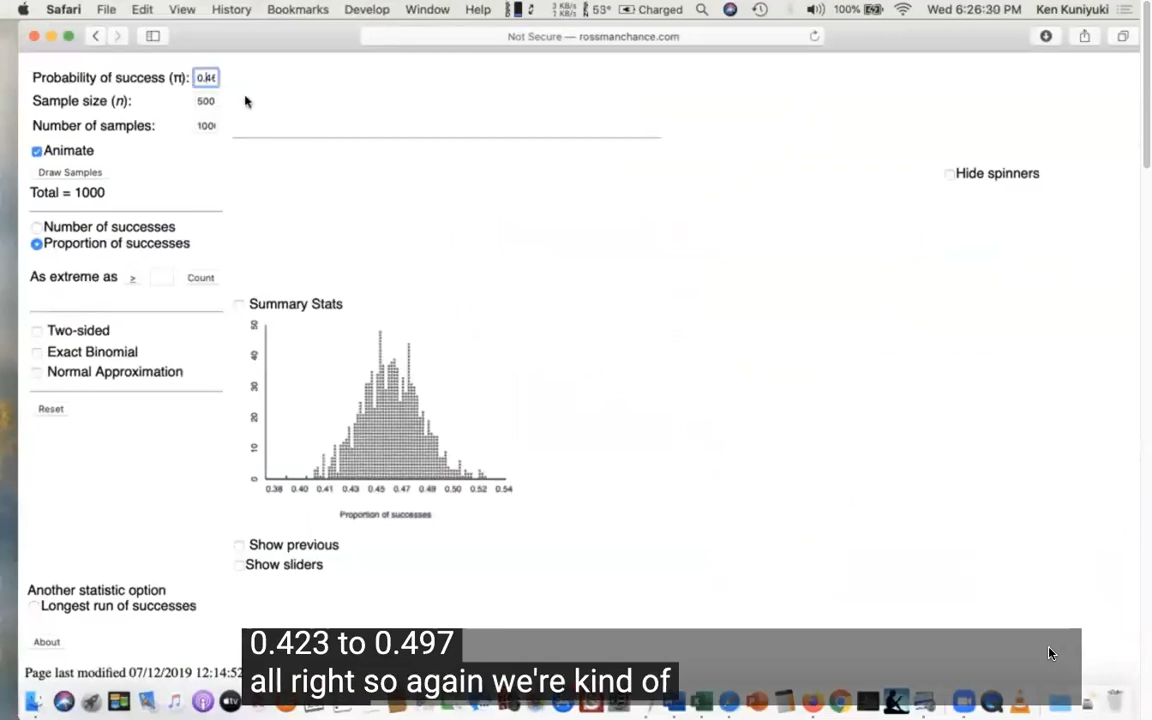 Safari File Edit View History Bookmarks Develop Window Help 53° Charged 100% Wed 6:26:30 PM Ken Kuniyuki
Not Secure — rossmanchance.com
Probability of success (π): 0.46
Sample size (n): 500
Number of samples: 100
Animate
Draw Samples
Total = 1000
Hide spinners
Number of successes
Proportion of successes
As extreme as ≥ Count
Summary Stats
50
40
30
20
10
0
0.38 0.40 0.41 0.43 0.45 0.47 0.49 0.50 0.52 0.54
Proportion of successes
Two-sided
Exact Binomial
Normal Approximation
Reset
Show previous
Show sliders
Another statistic option
Longest run of successes
About
Page last modified 07/12/2019 12:14:52
0.423 to 0.497
all right so again we're kind of